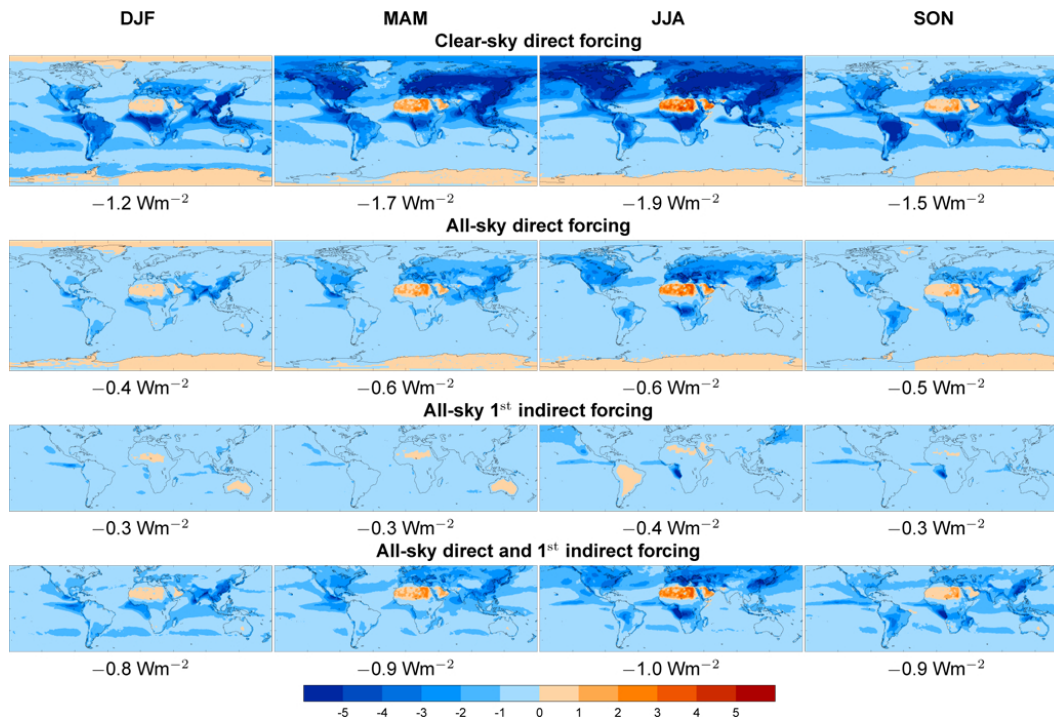 DJF MAM JJA SON
Clear-sky direct forcing
−1.2 Wm−2 −1.7 Wm−2 −1.9 Wm−2 −1.5 Wm−2
All-sky direct forcing
−0.4 Wm−2 −0.6 Wm−2 −0.6 Wm−2 −0.5 Wm−2
All-sky 1st indirect forcing
−0.3 Wm−2 −0.3 Wm−2 −0.4 Wm−2 −0.3 Wm−2
All-sky direct and 1st indirect forcing
−0.8 Wm−2 −0.9 Wm−2 −1.0 Wm−2 −0.9 Wm−2
-5 -4 -3 -2 -1 0 1 2 3 4 5